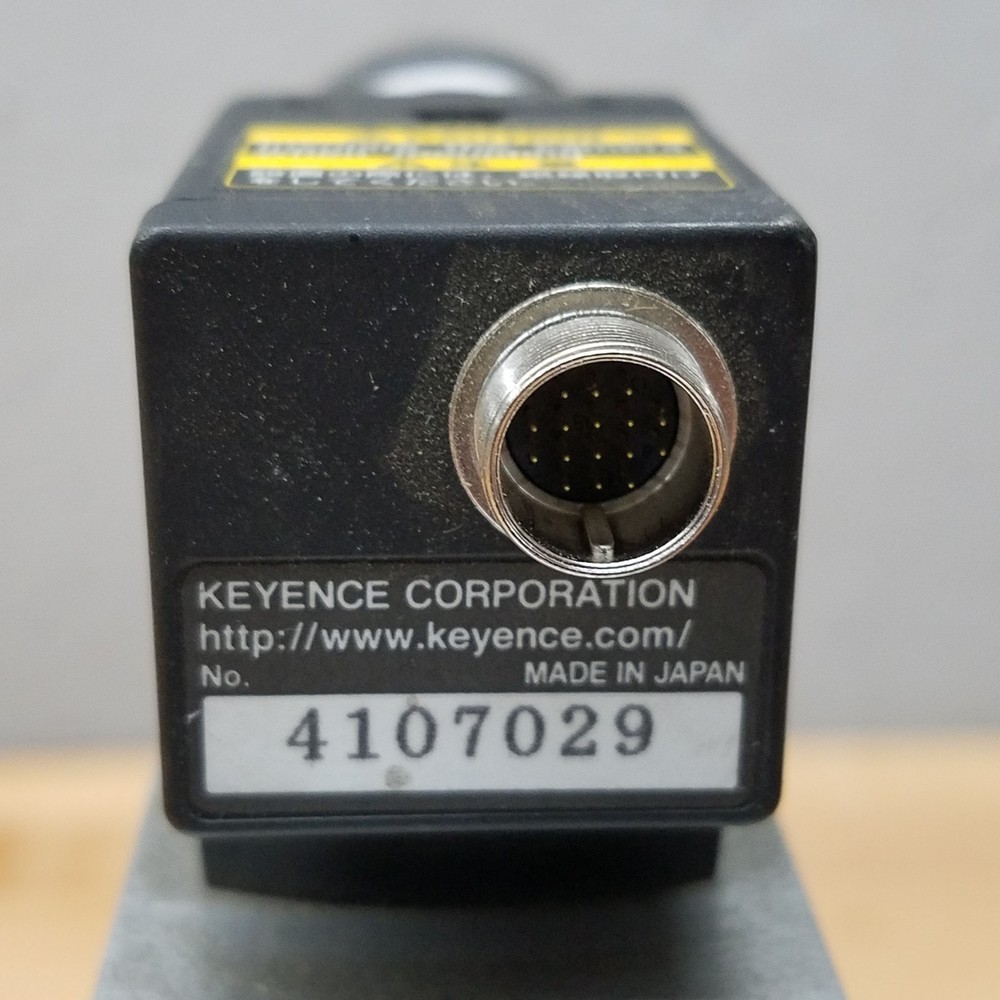 KEYENCE CORPORATION
http://www.keyence.com/
No. MADE IN JAPAN
4107029